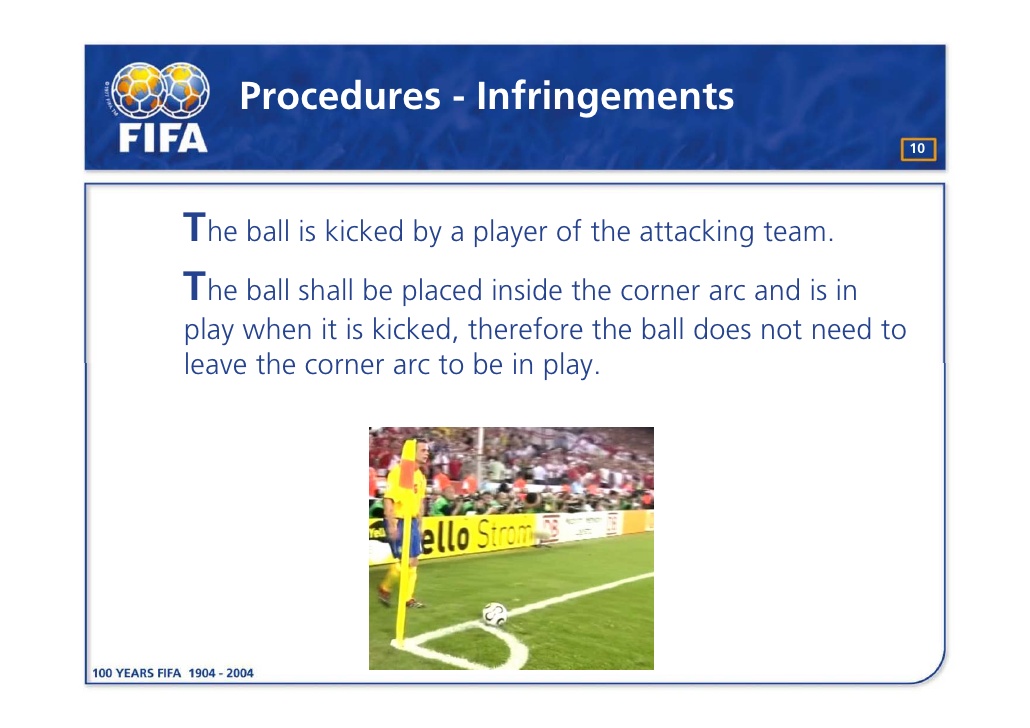 FIFA
Procedures - Infringements
10
The ball is kicked by a player of the attacking team.
The ball shall be placed inside the corner arc and is in
play when it is kicked, therefore the ball does not need to
leave the corner arc to be in play.
ello Strom
100 YEARS FIFA 1904 - 2004